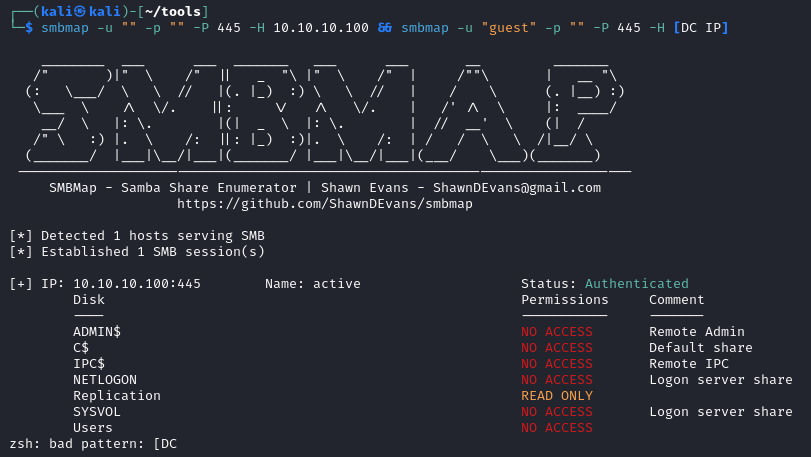 ┌──(kali㉿kali)-[~/tools]
└─$ smbmap -u "" -p "" -P 445 -H 10.10.10.100 && smbmap -u "guest" -p "" -P 445 -H [DC IP]
SMBMAP
SMBMap - Samba Share Enumerator | Shawn Evans - ShawnDEvans@gmail.com
https://github.com/ShawnDEvans/smbmap
[*] Detected 1 hosts serving SMB
[*] Established 1 SMB session(s)
[+] IP: 10.10.10.100:445 Name: active Status: Authenticated
Disk Permissions Comment
---- ----------- -------
ADMIN$ NO ACCESS Remote Admin
C$ NO ACCESS Default share
IPC$ NO ACCESS Remote IPC
NETLOGON NO ACCESS Logon server share
Replication READ ONLY
SYSVOL NO ACCESS Logon server share
Users NO ACCESS
zsh: bad pattern: [DC